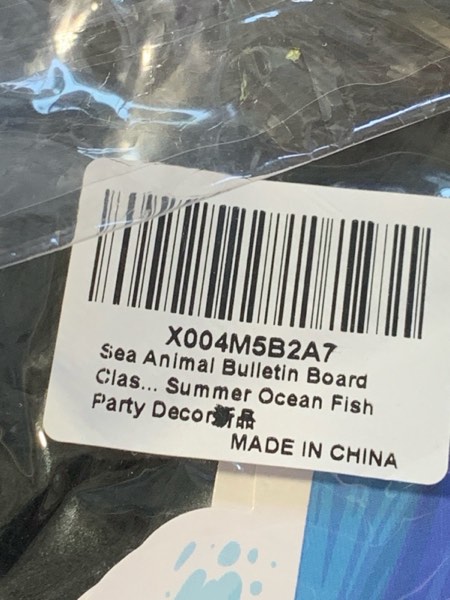 X004M5B2A7
Sea Animal Bulletin Board
Clas... Summer Ocean Fish
Party Decor新品
MADE IN CHINA